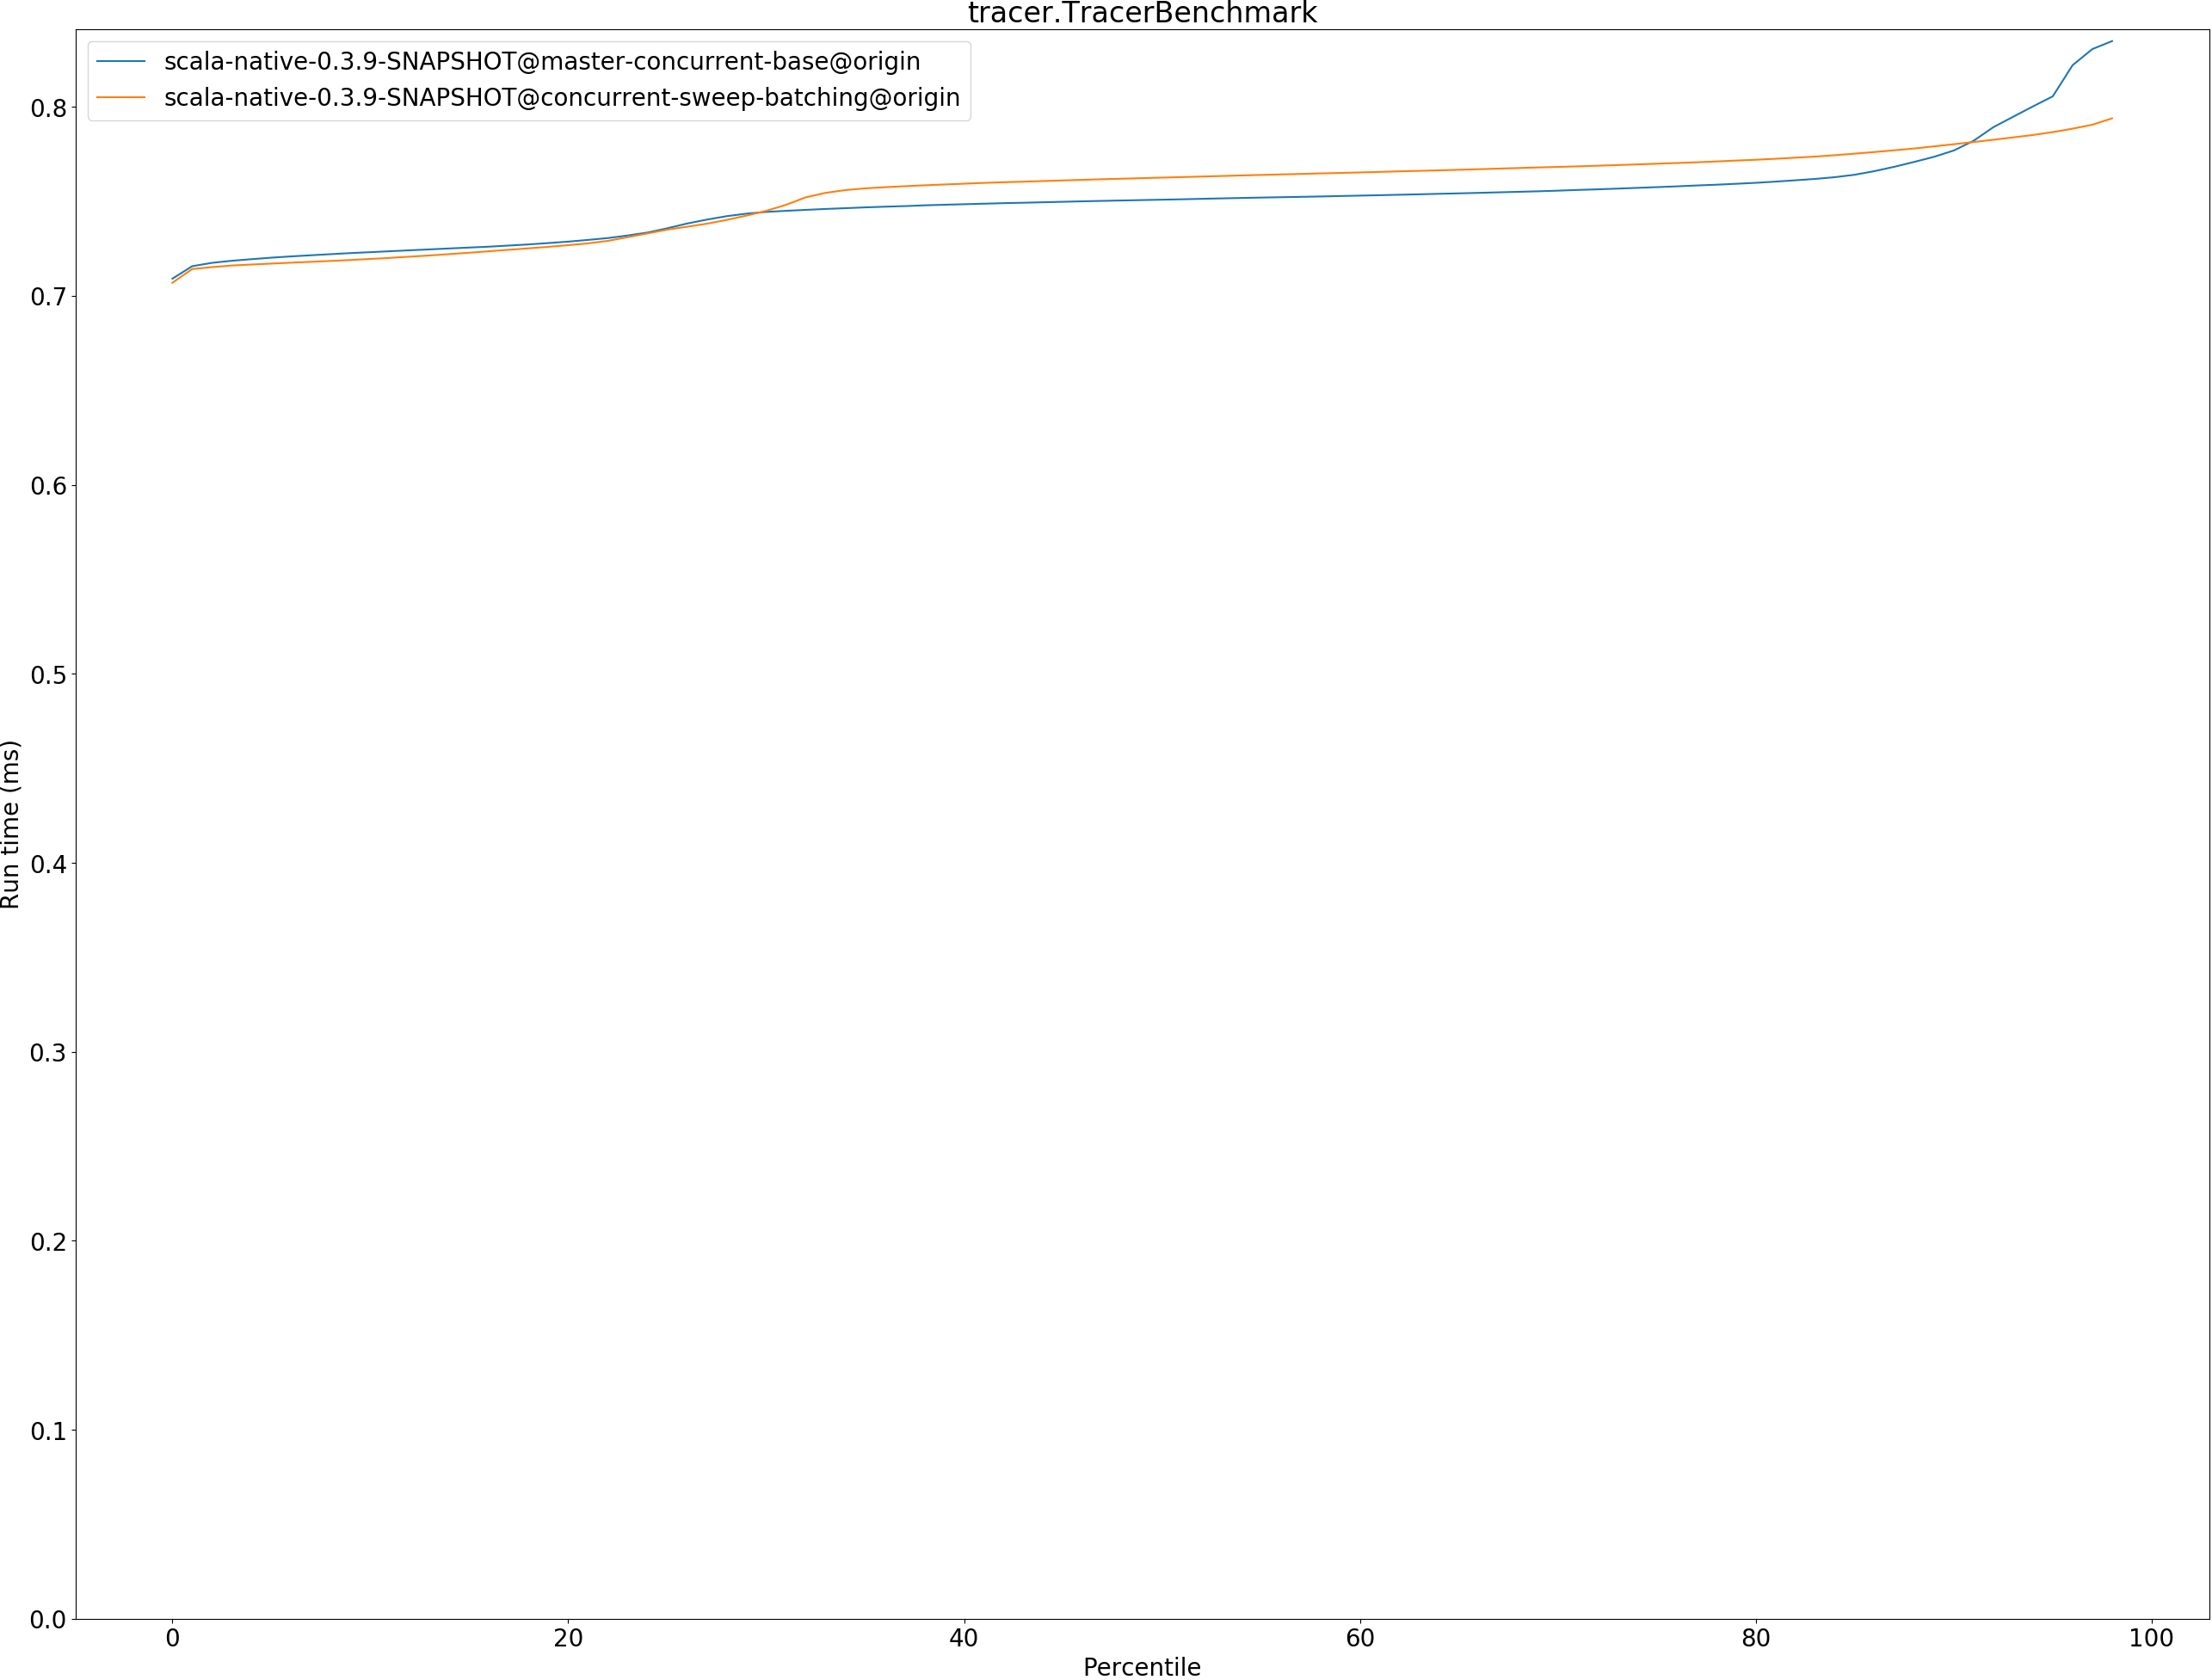 tracer.TracerBenchmark
scala-native-0.3.9-SNAPSHOT@master-concurrent-base@origin
scala-native-0.3.9-SNAPSHOT@concurrent-sweep-batching@origin
Run time (ms)
0.8
0.7
0.6
0.5
0.4
0.3
0.2
0.1
0.0
0 20 40 60 80 100
Percentile